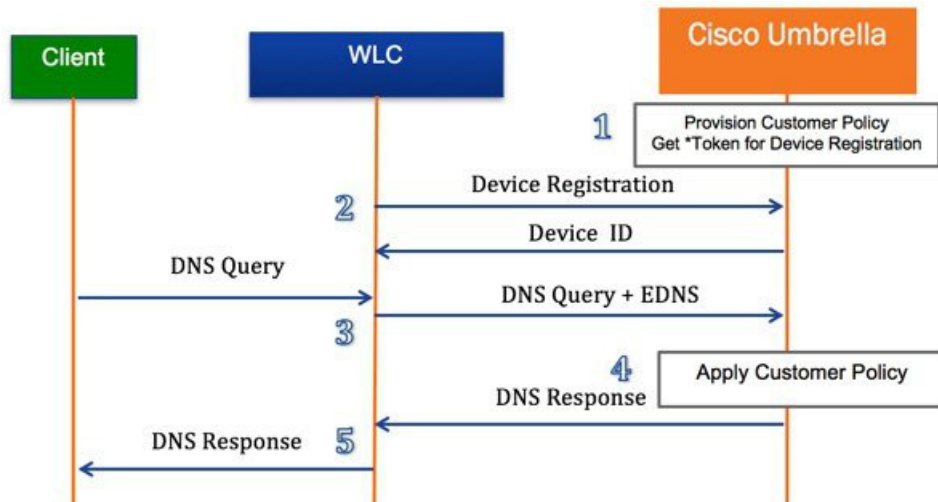 Client
WLC
Cisco Umbrella
1
Provision Customer Policy
Get *Token for Device Registration
2
Device Registration
Device ID
DNS Query
DNS Query + EDNS
3
4
Apply Customer Policy
DNS Response
5
DNS Response